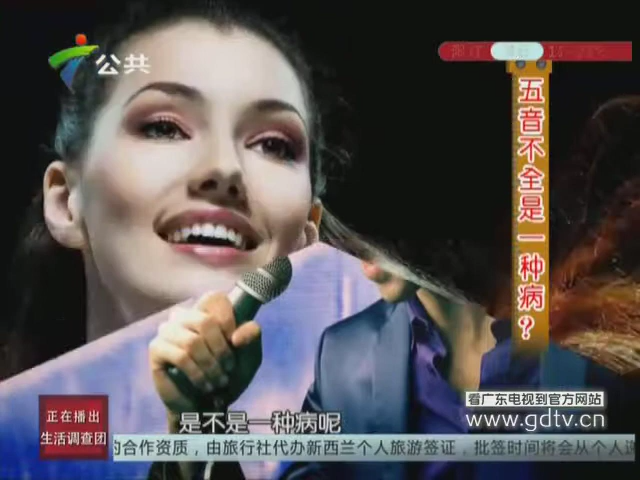 公共
五音不全是一种病?
看广东电视到官方网站
www.gdtv.cn
是不是一种病呢
正在播出
生活调查团
的合作资质，由旅行社代办新西兰个人旅游签证，批签时间将会从个人